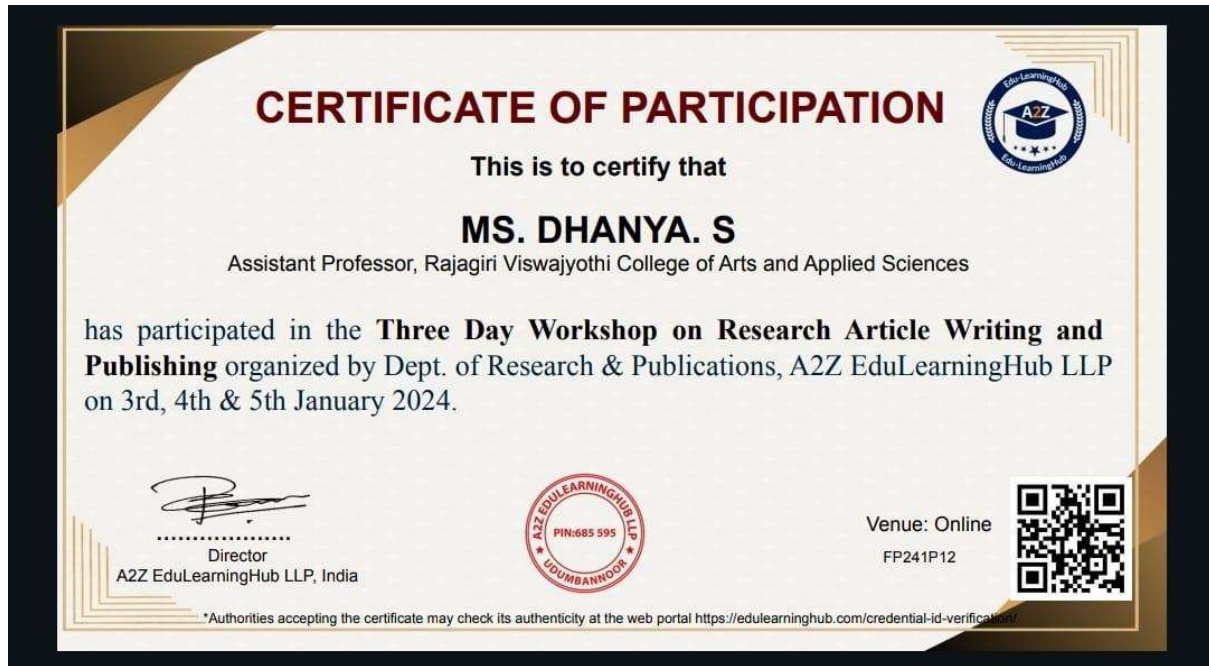 CERTIFICATE OF PARTICIPATION
Edu-LearningHub
A2Z
Edu-LearningHub
This is to certify that
MS. DHANYA. S
Assistant Professor, Rajagiri Viswajyothi College of Arts and Applied Sciences
has participated in the Three Day Workshop on Research Article Writing and
Publishing organized by Dept. of Research & Publications, A2Z EduLearningHub LLP
on 3rd, 4th & 5th January 2024.
...................
Director
A2Z EduLearningHub LLP, India
A2Z EDULEARNINGHUB LLP
PIN:685 595
★ UDUMBANNOOR ★
Venue: Online
FP241P12
*Authorities accepting the certificate may check its authenticity at the web portal https://edulearninghub.com/credential-id-verification/